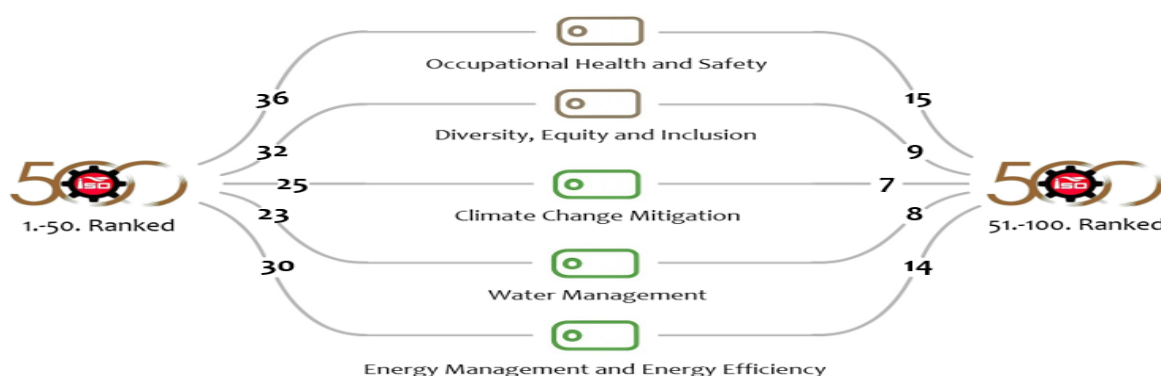 Occupational Health and Safety
36
15
Diversity, Equity and Inclusion
32
9
500
iso
1.-50. Ranked
25
7
500
iso
51.-100. Ranked
Climate Change Mitigation
23
8
30
14
Water Management
Energy Management and Energy Efficiency